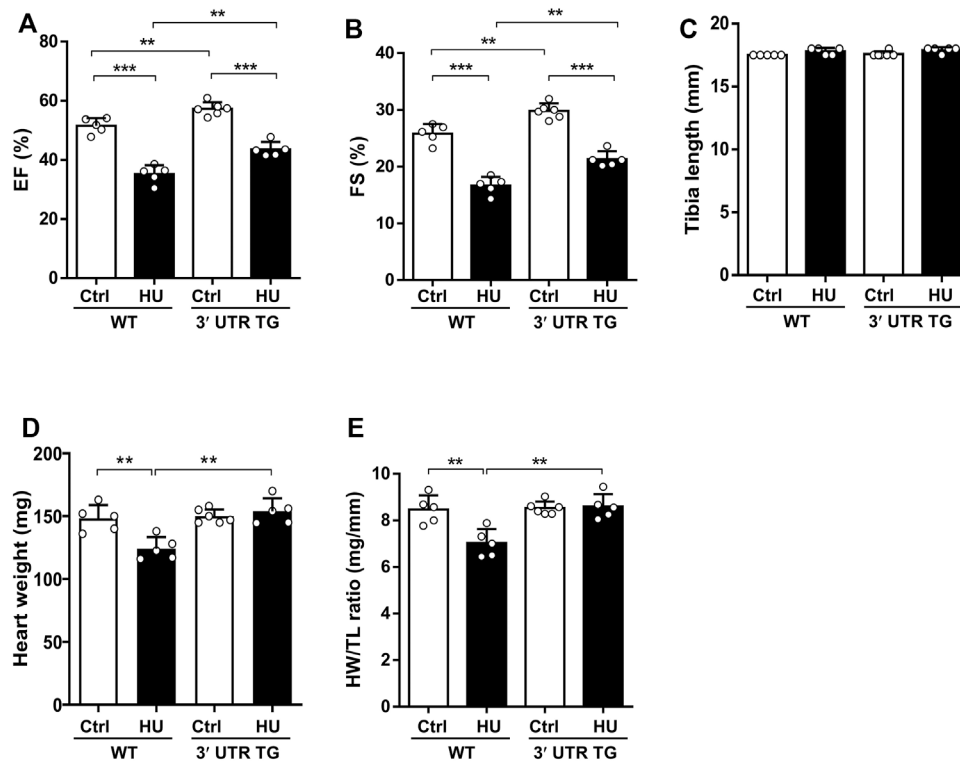 A
EF (%)
80
60
40
20
0
**
**
***
***
Ctrl HU Ctrl HU
WT 3′ UTR TG
B
FS (%)
40
30
20
10
0
**
**
***
***
Ctrl HU Ctrl HU
WT 3′ UTR TG
C
Tibia length (mm)
20
15
10
5
0
Ctrl HU Ctrl HU
WT 3′ UTR TG
D
Heart weight (mg)
200
150
100
50
0
** **
Ctrl HU Ctrl HU
WT 3′ UTR TG
E
HW/TL ratio (mg/mm)
10
8
6
4
2
0
** **
Ctrl HU Ctrl HU
WT 3′ UTR TG